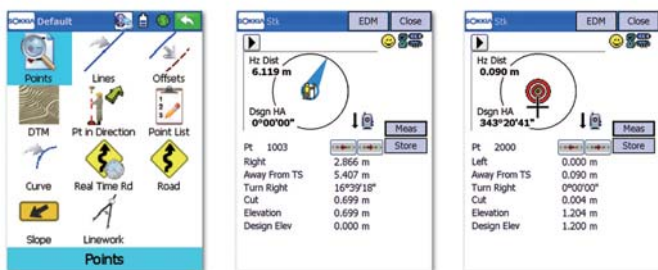 SOKKIA Default
Points
Lines
Offsets
DTM
Pt in Direction
Point List
Curve
Real Time Rd
Road
Slope
Linework
Points
SOKKIA Stk
EDM
Close
Hz Dist
6.119 m
Dsgn HA
0°00'00"
Meas
Pt 1003
Store
Right 2.866 m
Away From TS 5.407 m
Turn Right 16°39'18"
Cut 0.699 m
Elevation 0.699 m
Design Elev 0.000 m
SOKKIA Stk
EDM
Close
Hz Dist
0.090 m
Dsgn HA
343°20'41"
Meas
Pt 2000
Store
Left 0.000 m
Away From TS 0.090 m
Turn Right 0°00'00"
Cut 0.004 m
Elevation 1.204 m
Design Elev 1.200 m